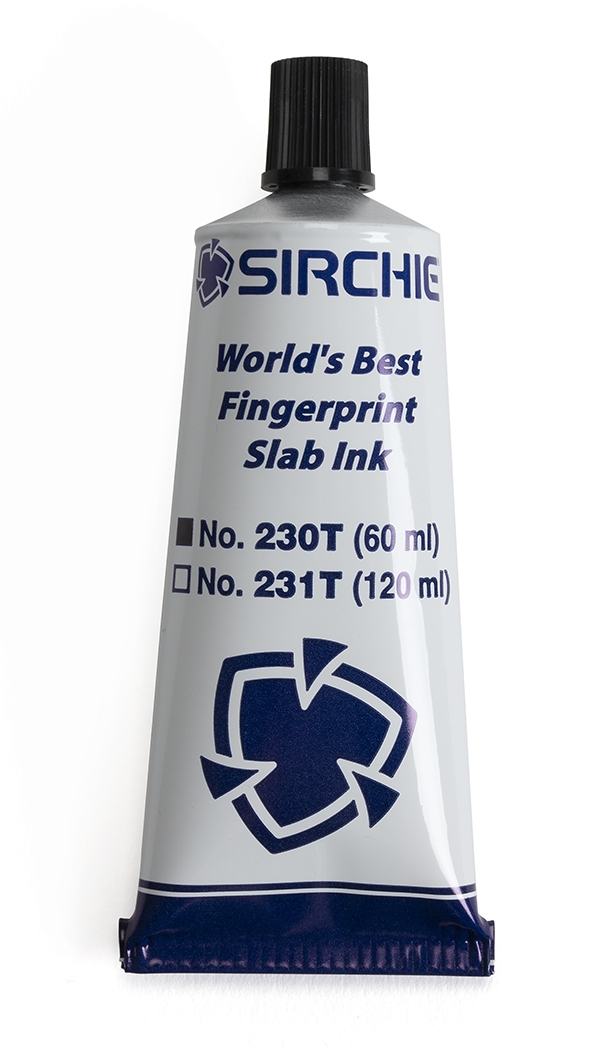 SIRCHIE
World's Best
Fingerprint
Slab Ink
■ No. 230T (60 ml)
□ No. 231T (120 ml)